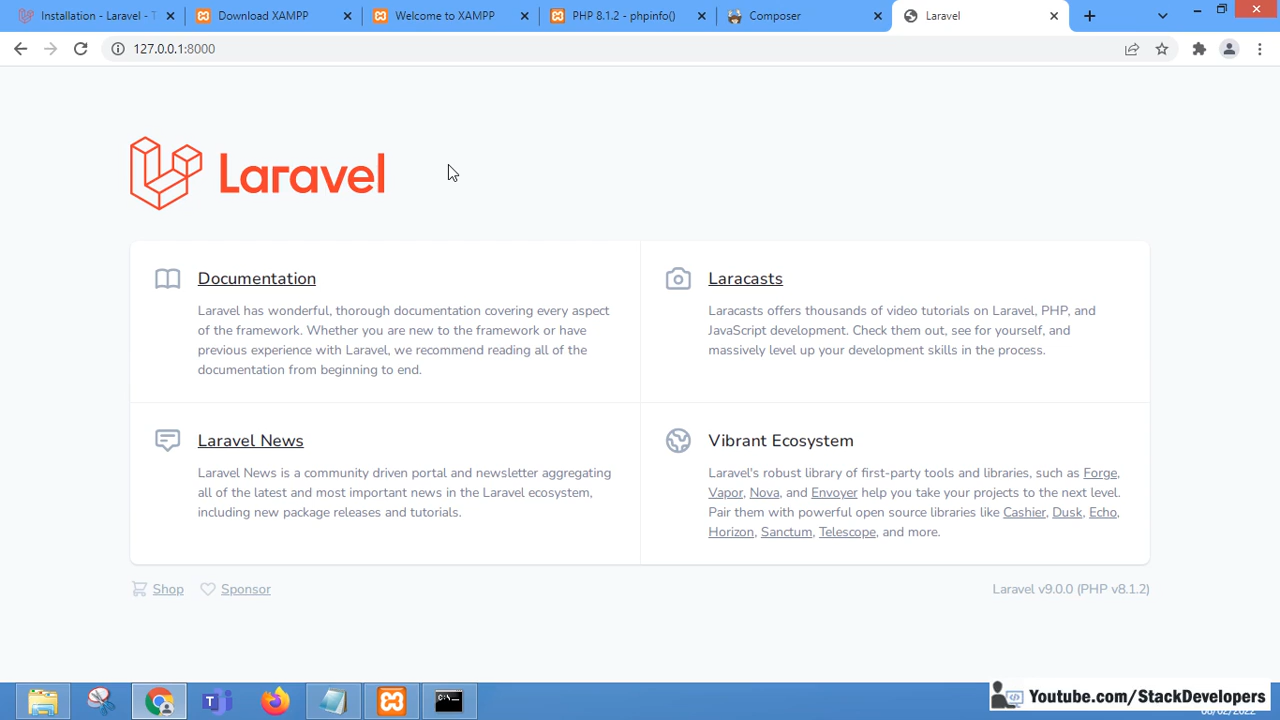 Installation - Laravel - T
Download XAMPP
Welcome to XAMPP
PHP 8.1.2 - phpinfo()
Composer
Laravel
127.0.0.1:8000
Laravel
Documentation
Laravel has wonderful, thorough documentation covering every aspect
of the framework. Whether you are new to the framework or have
previous experience with Laravel, we recommend reading all of the
documentation from beginning to end.
Laracasts
Laracasts offers thousands of video tutorials on Laravel, PHP, and
JavaScript development. Check them out, see for yourself, and
massively level up your development skills in the process.
Laravel News
Laravel News is a community driven portal and newsletter aggregating
all of the latest and most important news in the Laravel ecosystem,
including new package releases and tutorials.
Vibrant Ecosystem
Laravel's robust library of first-party tools and libraries, such as Forge,
Vapor, Nova, and Envoyer help you take your projects to the next level.
Pair them with powerful open source libraries like Cashier, Dusk, Echo,
Horizon, Sanctum, Telescope, and more.
Shop
Sponsor
Laravel v9.0.0 (PHP v8.1.2)
Youtube.com/StackDevelopers